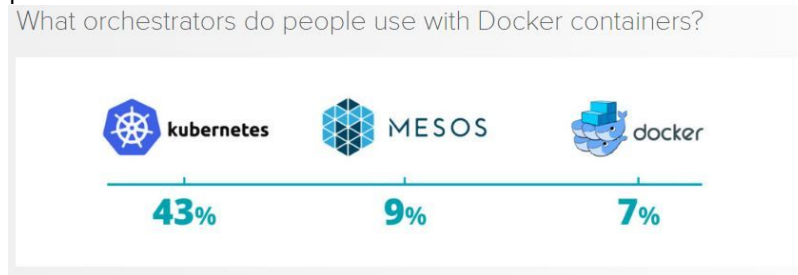 What orchestrators do people use with Docker containers?
kubernetes MESOS docker
43% 9% 7%